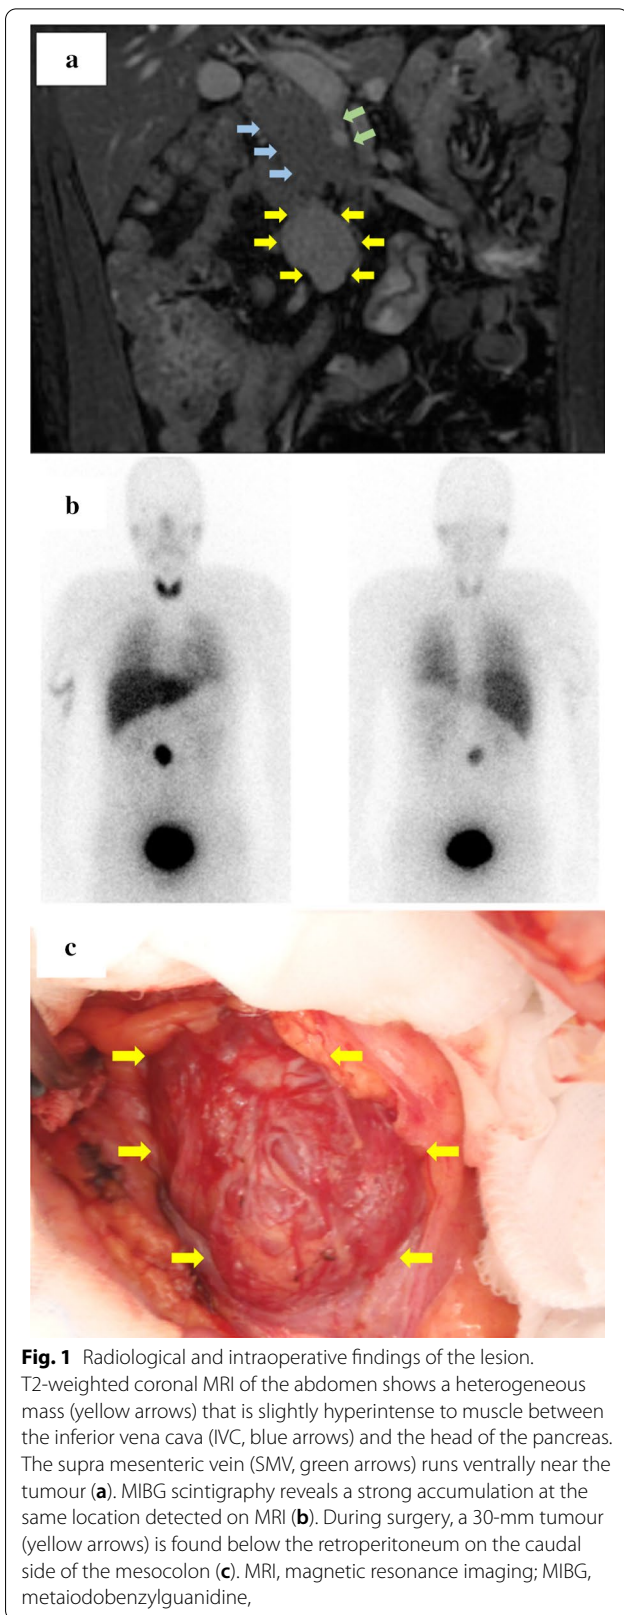 a
b
c
Fig. 1 Radiological and intraoperative findings of the lesion.
T2-weighted coronal MRI of the abdomen shows a heterogeneous
mass (yellow arrows) that is slightly hyperintense to muscle between
the inferior vena cava (IVC, blue arrows) and the head of the pancreas.
The supra mesenteric vein (SMV, green arrows) runs ventrally near the
tumour (a). MIBG scintigraphy reveals a strong accumulation at the
same location detected on MRI (b). During surgery, a 30-mm tumour
(yellow arrows) is found below the retroperitoneum on the caudal
side of the mesocolon (c). MRI, magnetic resonance imaging; MIBG,
metaiodobenzylguanidine,